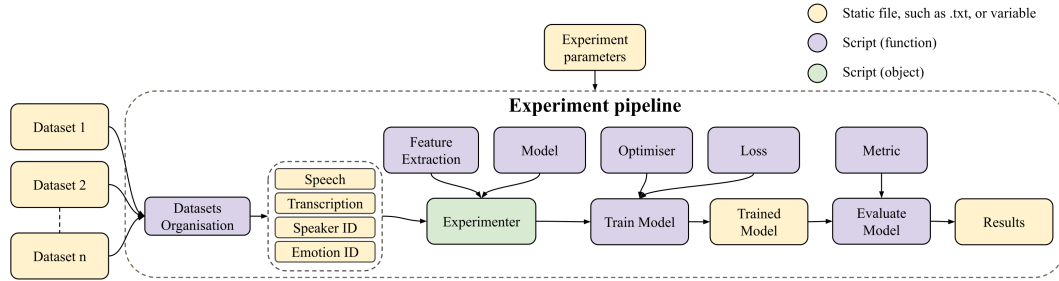 Static file, such as .txt, or variable
Script (function)
Script (object)
Experiment
parameters
Experiment pipeline
Dataset 1
Dataset 2
Dataset n
Datasets
Organisation
Speech
Transcription
Speaker ID
Emotion ID
Feature
Extraction
Model
Optimiser
Loss
Metric
Experimenter
Train Model
Trained
Model
Evaluate
Model
Results